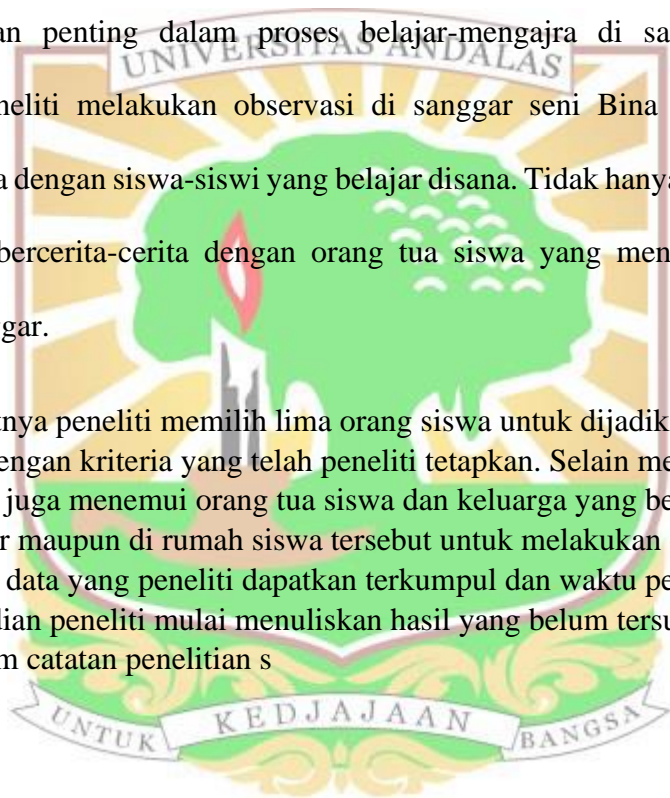 an penting dalam proses belajar-mengajra di sa
UNIVERSITAS ANDALAS
neliti melakukan observasi di sanggar seni Bina
a dengan siswa-siswi yang belajar disana. Tidak hanya
bercerita-cerita dengan orang tua siswa yang men
ggar.
tnya peneliti memilih lima orang siswa untuk dijadik
engan kriteria yang telah peneliti tetapkan. Selain me
juga menemui orang tua siswa dan keluarga yang be
r maupun di rumah siswa tersebut untuk melakukan
data yang peneliti dapatkan terkumpul dan waktu pe
dian peneliti mulai menuliskan hasil yang belum tersu
m catatan penelitian s
UNTUK KEDJAJAAN BANGSA